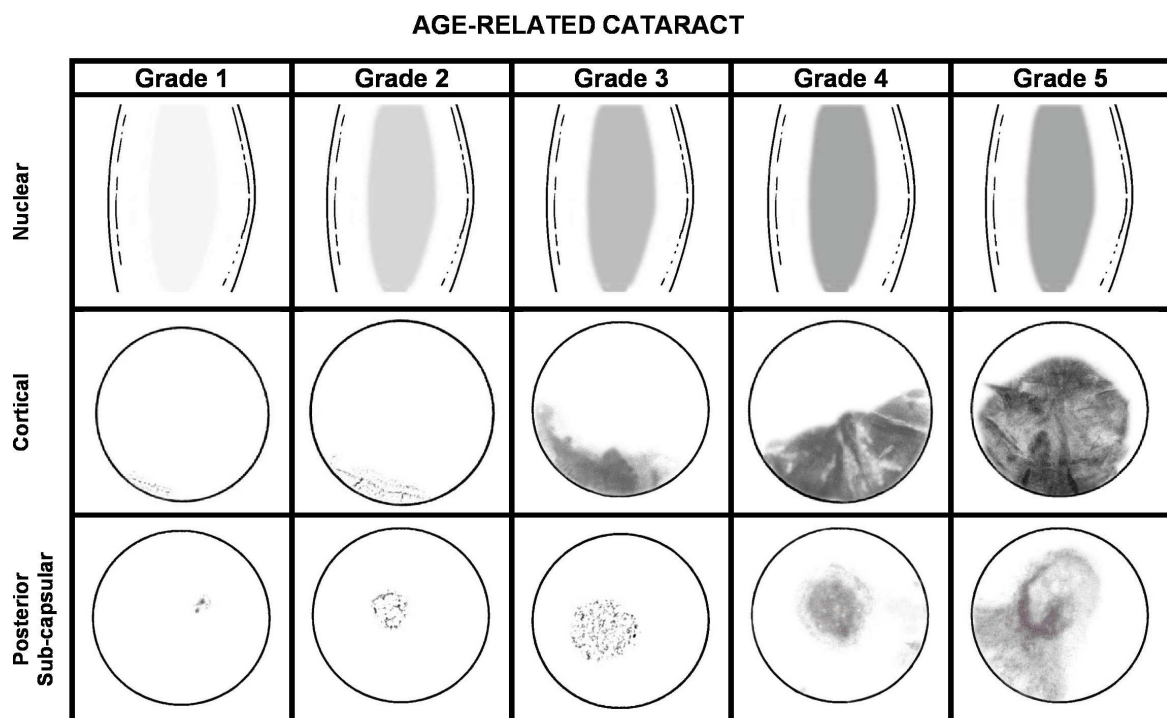 AGE-RELATED CATARACT
Grade 1 Grade 2 Grade 3 Grade 4 Grade 5
Nuclear
Cortical
Posterior
Sub-capsular